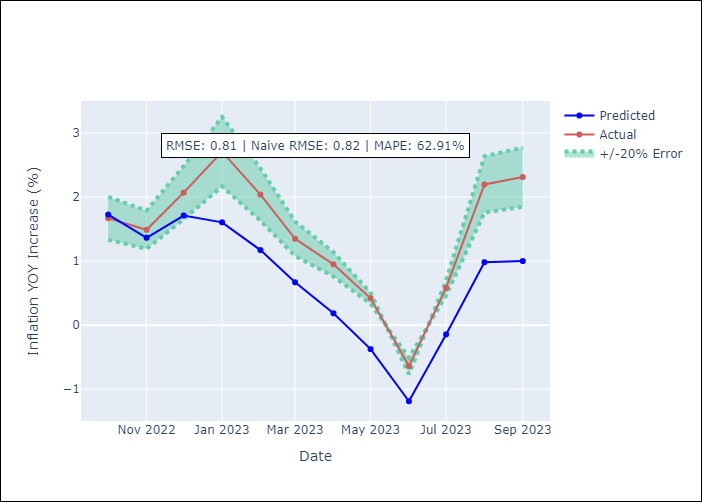 RMSE: 0.81 | Naive RMSE: 0.82 | MAPE: 62.91%
Predicted
Actual
+/-20% Error
3
2
1
0
−1
Inflation YOY Increase (%)
Nov 2022 Jan 2023 Mar 2023 May 2023 Jul 2023 Sep 2023
Date